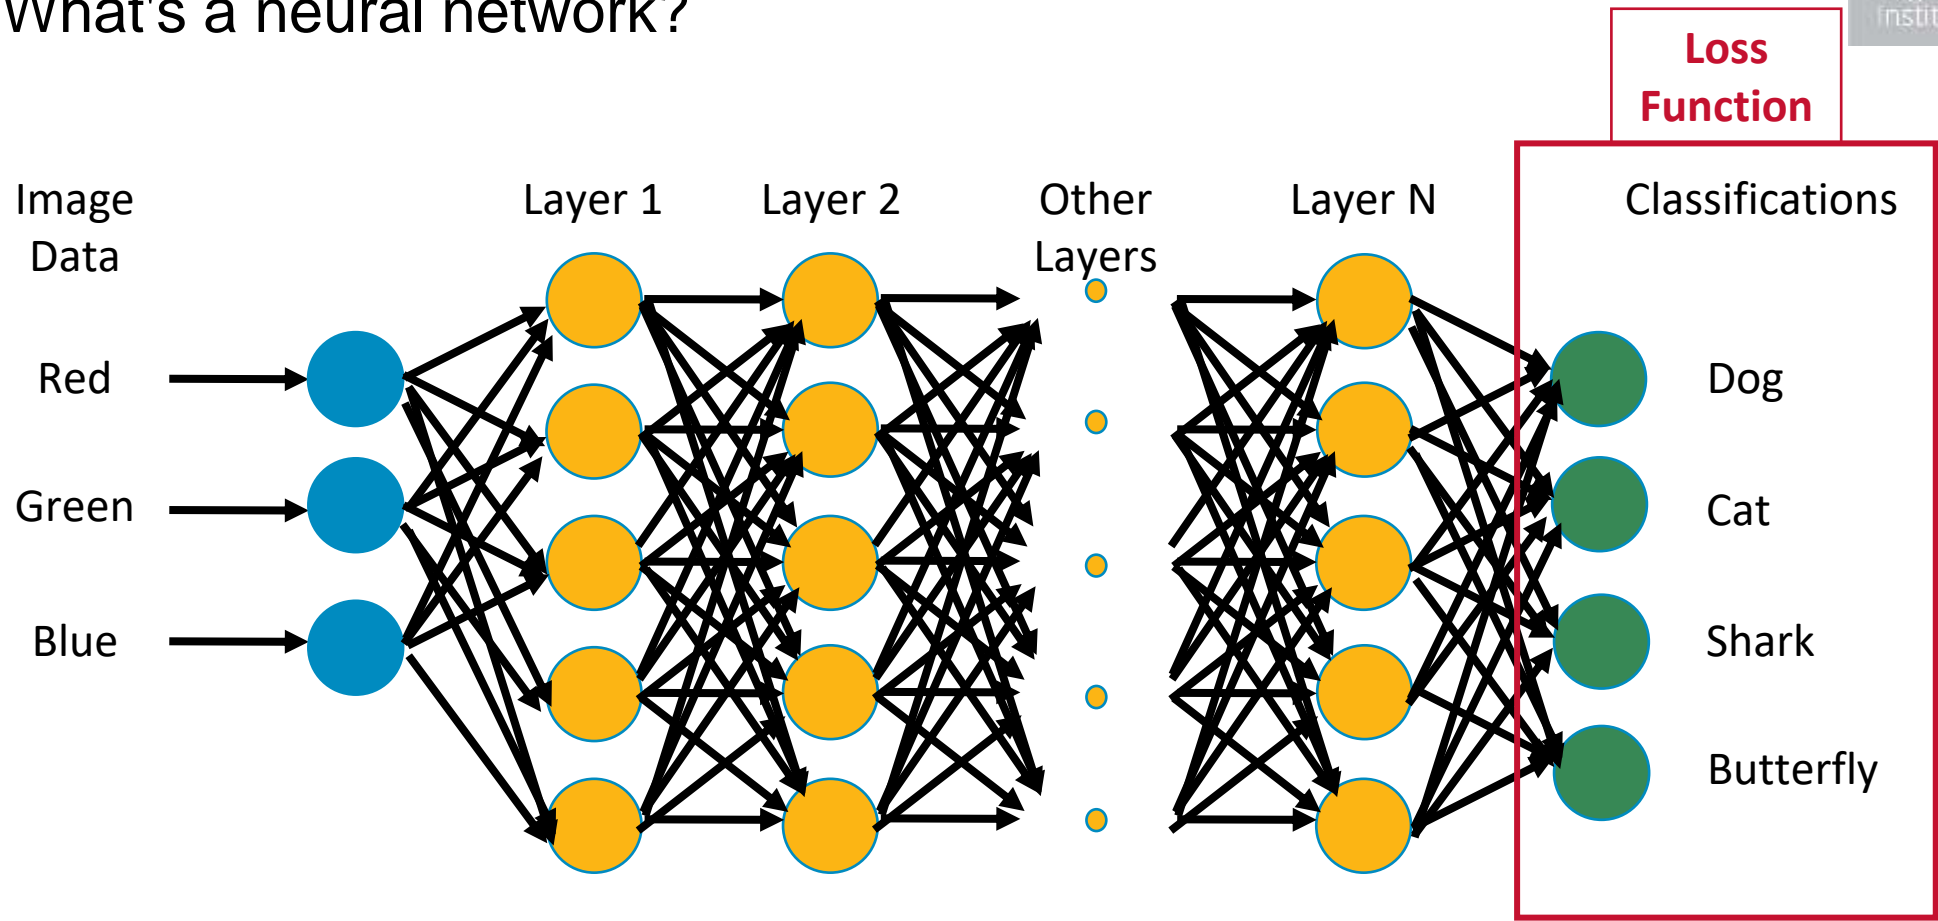 What's a neural network?
Loss
Function
Image
Data
Layer 1
Layer 2
Other
Layers
Layer N
Classifications
Red
Green
Blue
Dog
Cat
Shark
Butterfly